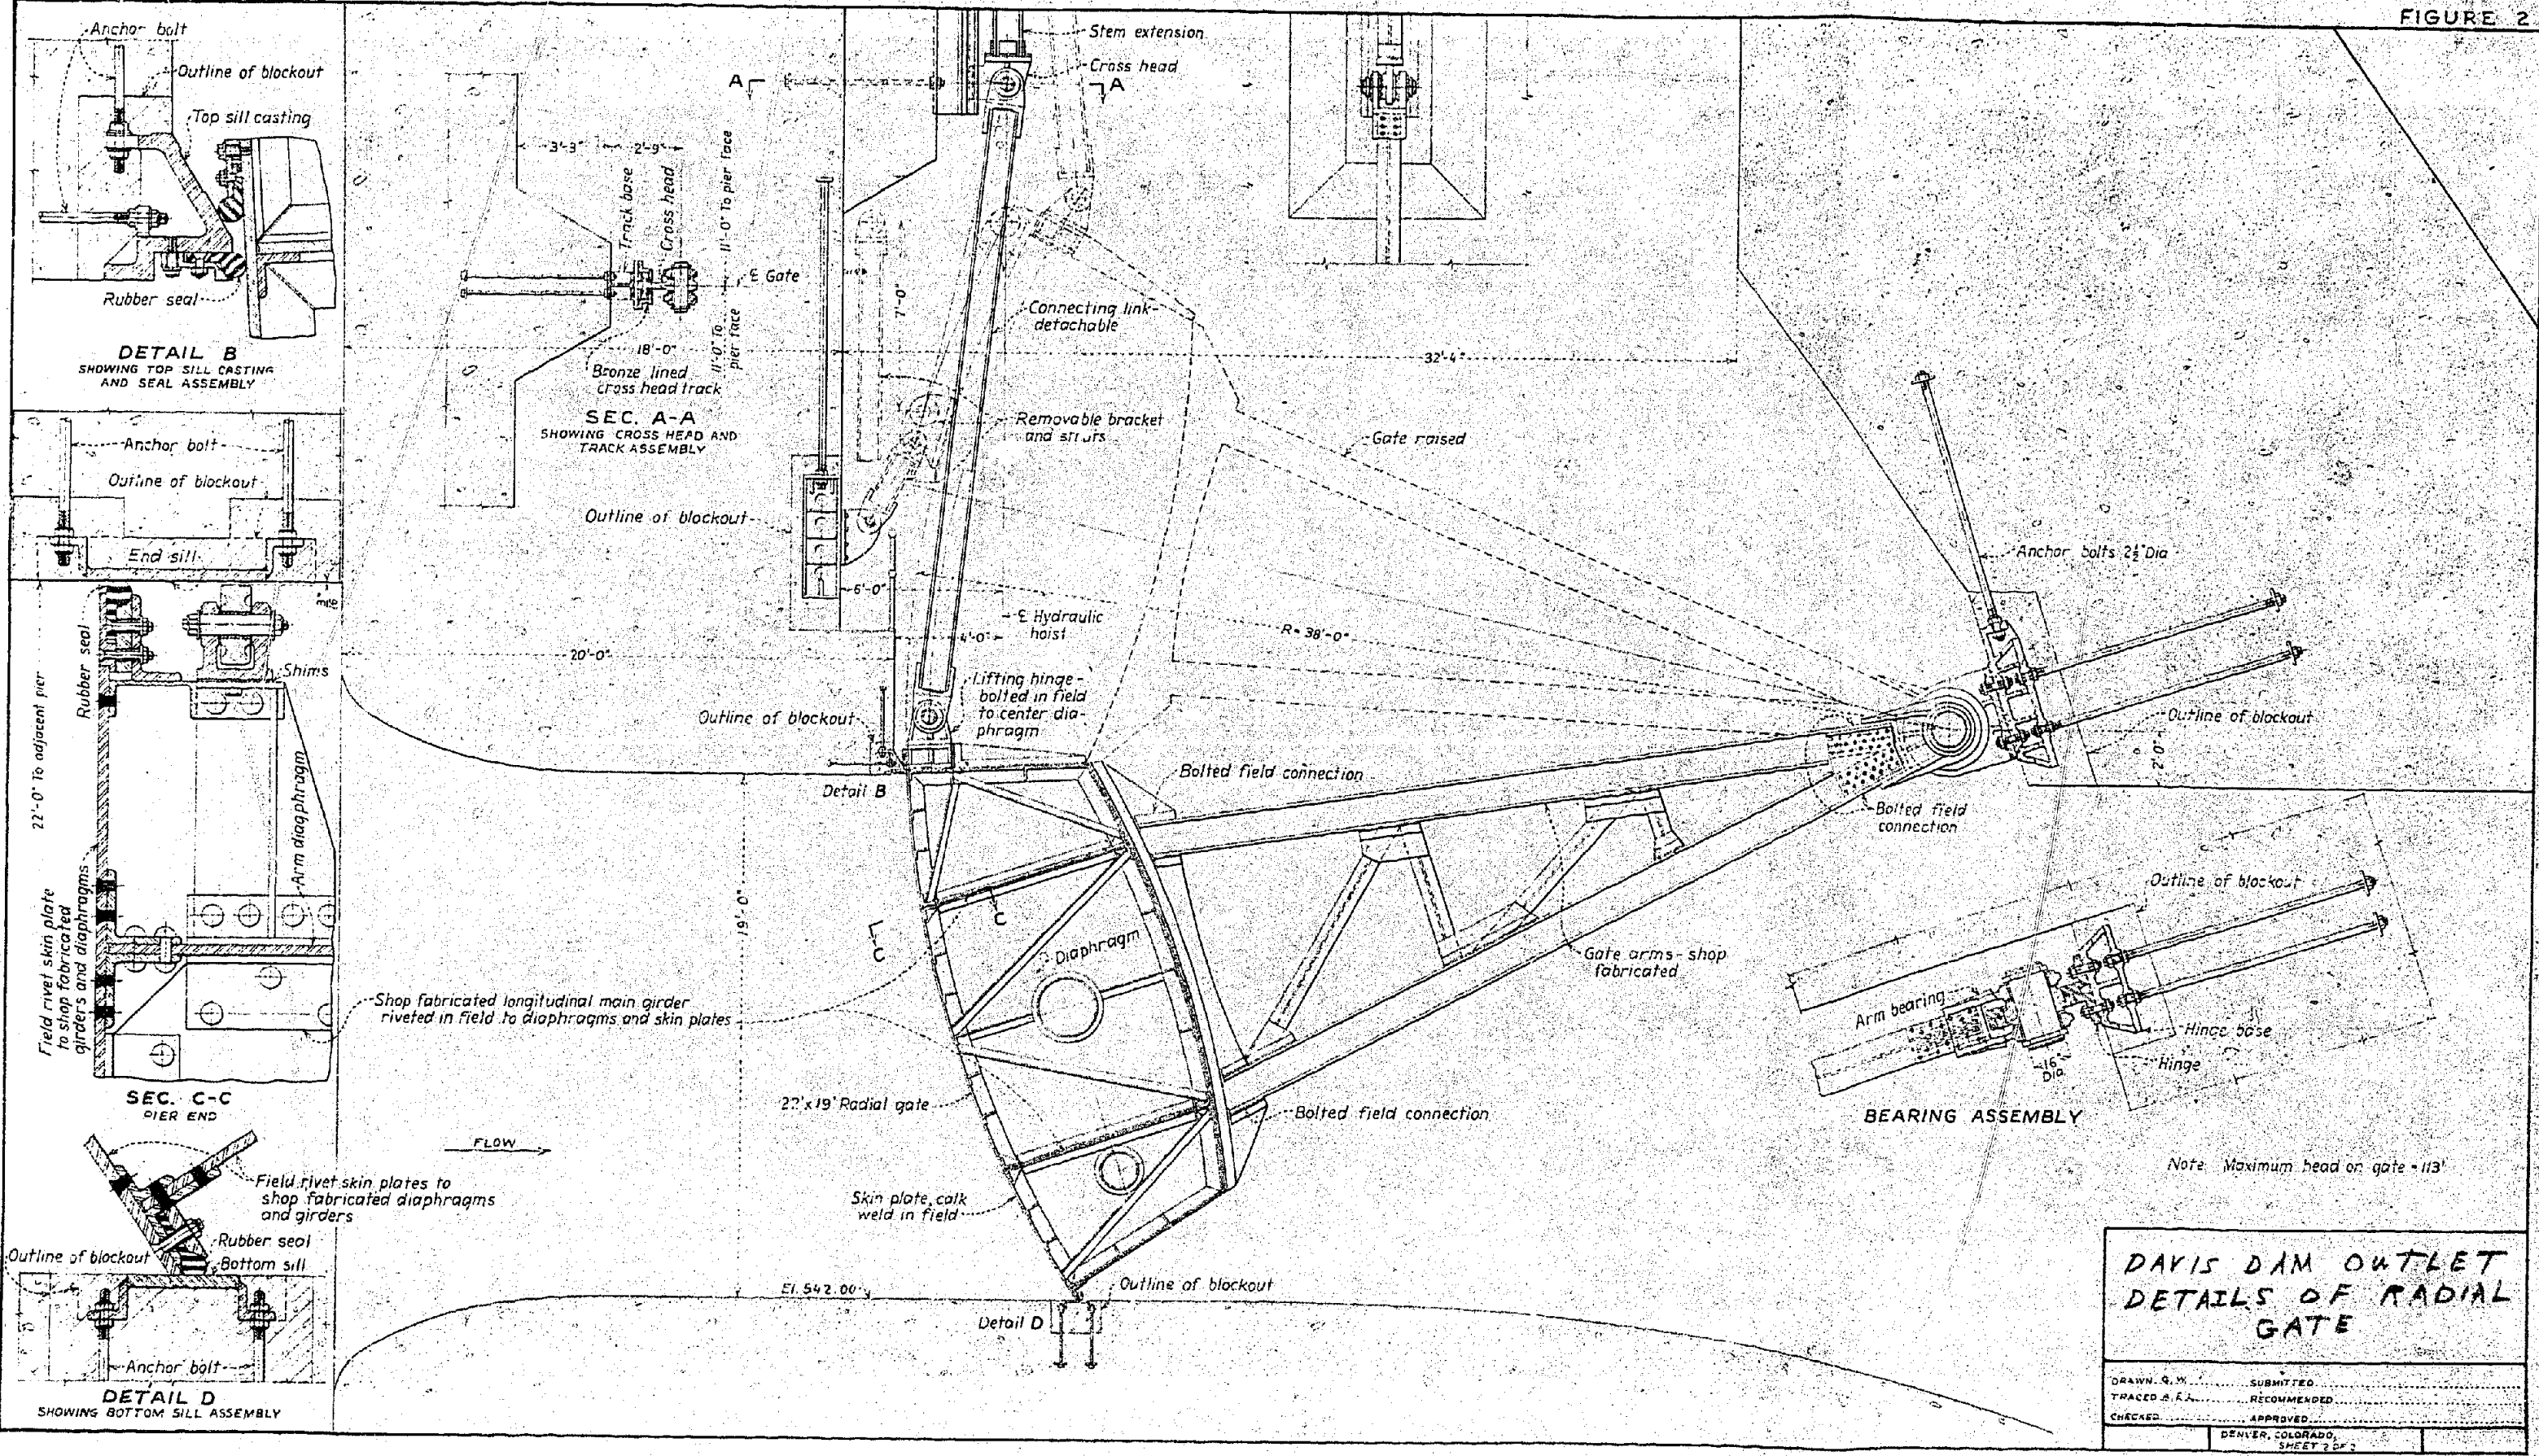 FIGURE 2
Anchor bolt
Outline of blockout
Top sill casting
Rubber seal
DETAIL B
SHOWING TOP SILL CASTING
AND SEAL ASSEMBLY
Anchor bolt
Outline of blockout
End sill
Rubber seal
Shims
22'-0" To adjacent pier
Arm diaphragm
Field rivet skin plate
to shop fabricated
girders and diaphragms
SEC. C-C
PIER END
Field rivet skin plates to
shop fabricated diaphragms
and girders
Rubber seal
Outline of blockout
Bottom sill
Anchor bolt
DETAIL D
SHOWING BOTTOM SILL ASSEMBLY
3'-3"
2'-9"
Track base
Cross head
11'-0" To pier face
℄ Gate
11'-0" To
pier face
18'-0"
Bronze lined
cross head track
SEC. A-A
SHOWING CROSS HEAD AND
TRACK ASSEMBLY
Stem extension
Cross head
A
A
7'-0"
Connecting link-
detachable
32'-4"
Removable bracket
and struts
Gate raised
Outline of blockout
6'-0"
4'-0"
℄ Hydraulic
hoist
R=38'-0"
20'-0"
Lifting hinge-
bolted in field
to center dia-
phragm
Outline of blockout
Detail B
Bolted field connection
Anchor bolts 2½" Dia
Outline of blockout
2'-0"
Bolted field
connection
19'-0"
C
C
Diaphragm
Gate arms-shop
fabricated
Shop fabricated longitudinal main girder
riveted in field to diaphragms and skin plates
22'x19' Radial gate
Bolted field connection
FLOW
Skin plate, calk
weld in field
El. 542.00
Outline of blockout
Detail D
Outline of blockout
Arm bearing
Hinge base
Hinge
16"
Dia.
BEARING ASSEMBLY
Note: Maximum head on gate = 113'
DAVIS DAM OUTLET
DETAILS OF RADIAL
GATE
DRAWN SUBMITTED
TRACED RECOMMENDED
CHECKED APPROVED
DENVER, COLORADO,
SHEET 2 OF 2